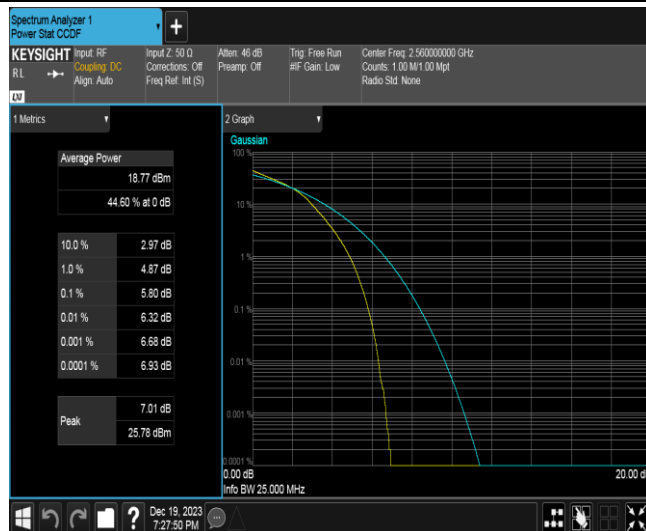 Spectrum Analyzer 1
Power Stat CCDF
+
KEYSIGHT
RL
LXI
Input: RF
Coupling: DC
Align: Auto
Input Z: 50 Ω
Corrections: Off
Freq Ref: Int (S)
Atten: 46 dB
Preamp: Off
Trig: Free Run
#IF Gain: Low
Center Freq: 2.560000000 GHz
Counts: 1.00 M/1.00 Mpt
Radio Std: None
1 Metrics
Average Power
18.77 dBm
44.60 % at 0 dB
10.0 % 2.97 dB
1.0 % 4.87 dB
0.1 % 5.80 dB
0.01 % 6.32 dB
0.001 % 6.68 dB
0.0001 % 6.93 dB
Peak
7.01 dB
25.78 dBm
2 Graph
Gaussian
100 %
10 %
1 %
0.1 %
0.01 %
0.001 %
0.0001 %
0.00 dB
20.00 d
Info BW 25.000 MHz
?
Dec 19, 2023
7:27:50 PM